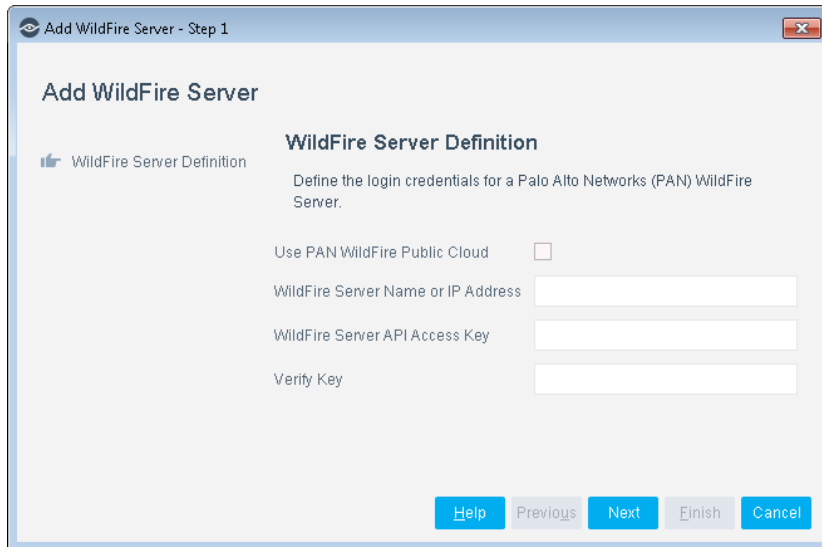 Add WildFire Server - Step 1
Add WildFire Server
WildFire Server Definition
WildFire Server Definition
Define the login credentials for a Palo Alto Networks (PAN) WildFire
Server.
Use PAN WildFire Public Cloud
WildFire Server Name or IP Address
WildFire Server API Access Key
Verify Key
Help Previous Next Finish Cancel